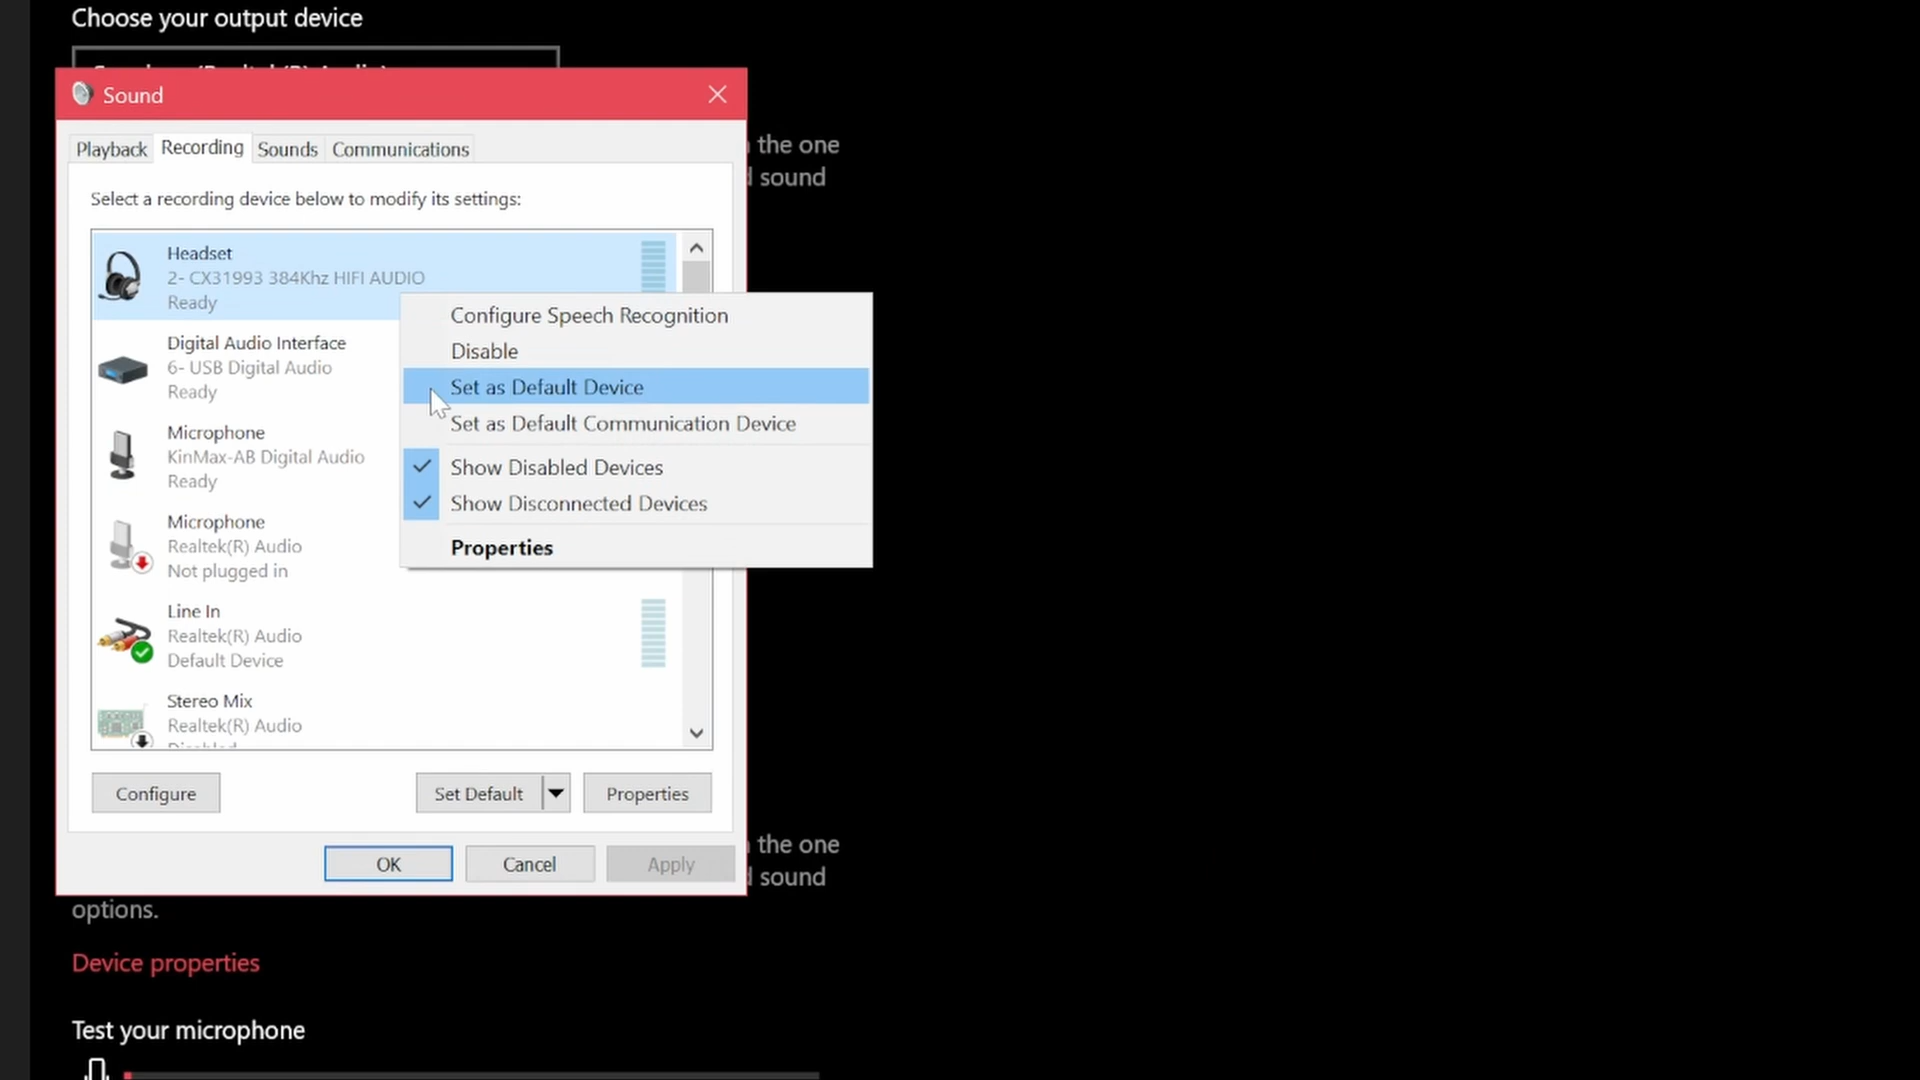 Choose your output device
Sound
Playback
Recording
Sounds
Communications
the one
sound
Select a recording device below to modify its settings:
Headset
2- CX31993 384Khz HIFI AUDIO
Ready
Digital Audio Interface
6- USB Digital Audio
Ready
Microphone
KinMax-AB Digital Audio
Ready
Microphone
Realtek(R) Audio
Not plugged in
Line In
Realtek(R) Audio
Default Device
Stereo Mix
Realtek(R) Audio
Configure Speech Recognition
Disable
Set as Default Device
Set as Default Communication Device
Show Disabled Devices
Show Disconnected Devices
Properties
Configure
Set Default
Properties
OK
Cancel
Apply
the one
sound
options.
Device properties
Test your microphone